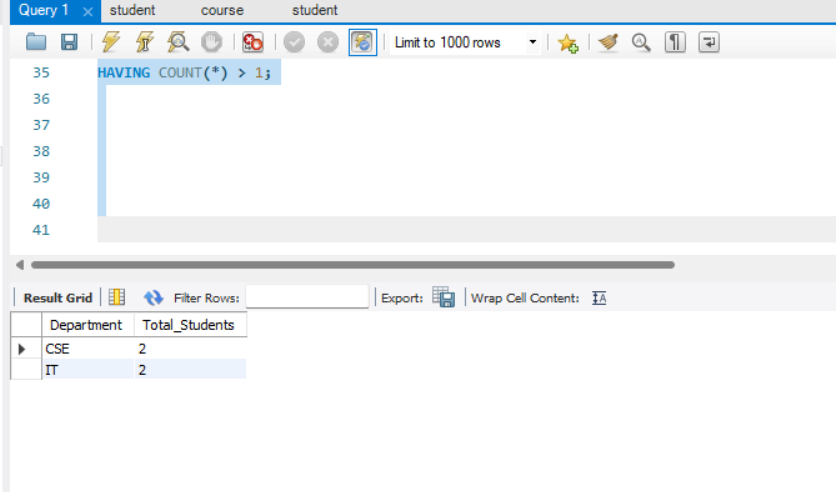 Query 1 × student course student
Limit to 1000 rows
35 HAVING COUNT(*) > 1;
36
37
38
39
40
41
Result Grid Filter Rows: Export: Wrap Cell Content: IA
Department Total_Students
CSE 2
IT 2